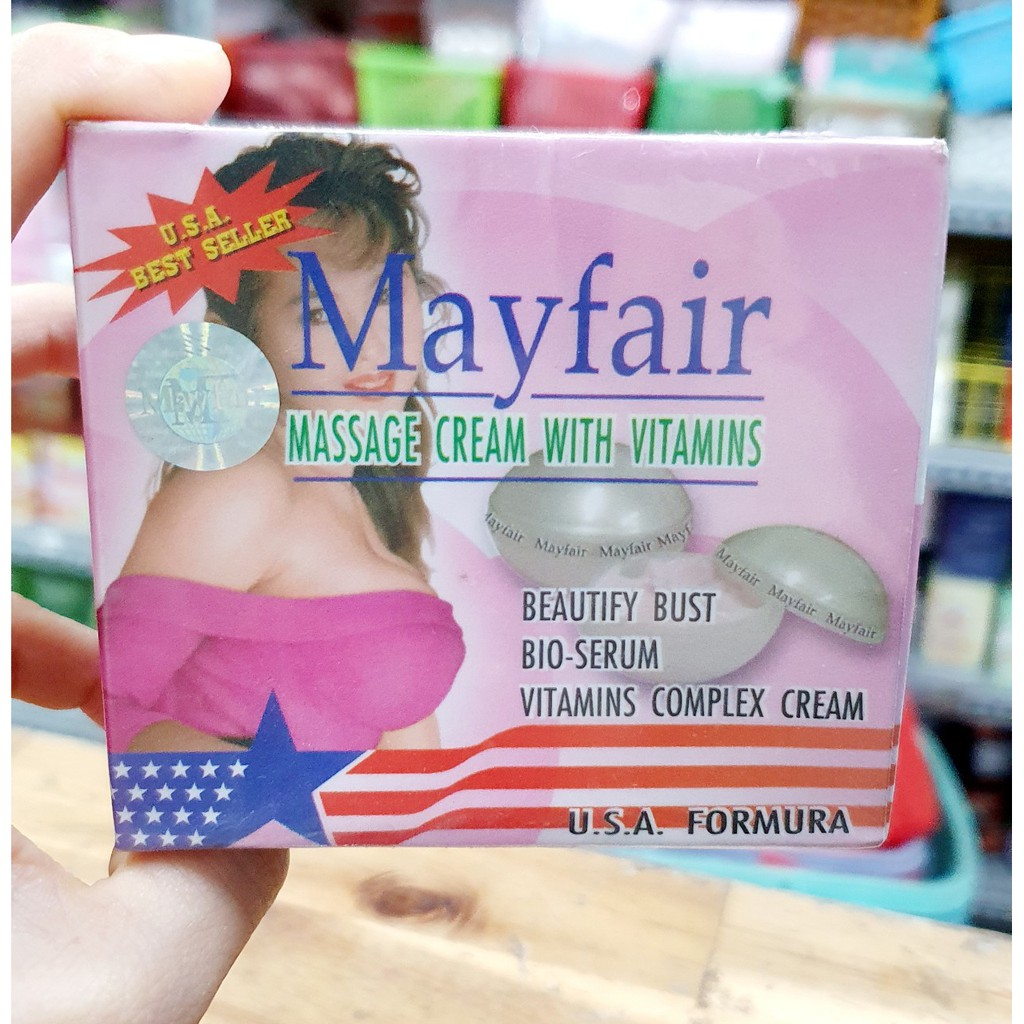 U.S.A.
BEST SELLER
Mayfair
MASSAGE CREAM WITH VITAMINS
Mayfair Mayfair Mayfair
Mayfair Mayfair Mayfair
BEAUTIFY BUST
BIO-SERUM
VITAMINS COMPLEX CREAM
U.S.A. FORMURA